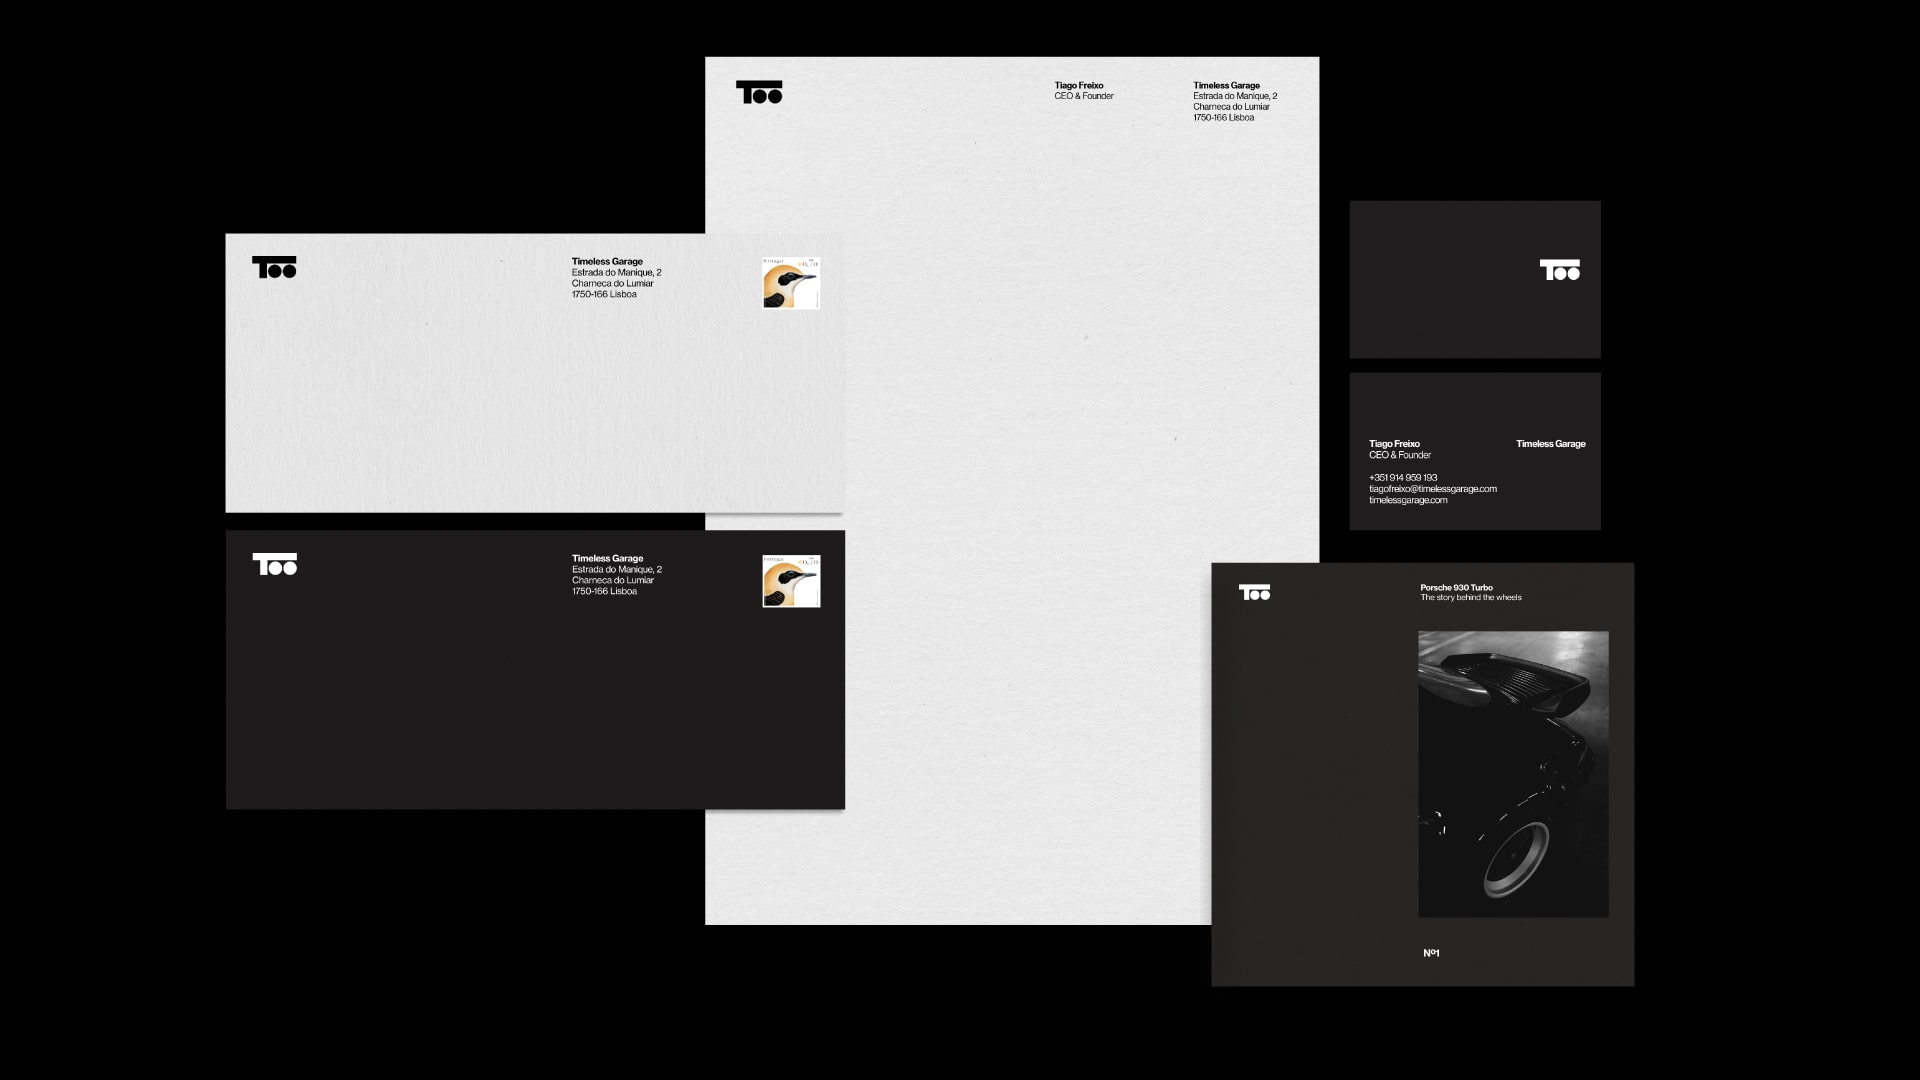 Too
Tiago Freixo
CEO & Founder
Timeless Garage
Estrada do Manique, 2
Charneca do Lumiar
1750-166 Lisboa
Too
Timeless Garage
Estrada do Manique, 2
Charneca do Lumiar
1750-166 Lisboa
Portugal
€0,70
Too
Timeless Garage
Estrada do Manique, 2
Charneca do Lumiar
1750-166 Lisboa
Portugal
€0,70
Too
Tiago Freixo
CEO & Founder
+351 914 959 193
tiagofreixo@timelessgarage.com
timelessgarage.com
Timeless Garage
Too
Porsche 930 Turbo
The story behind the wheels
Nº1